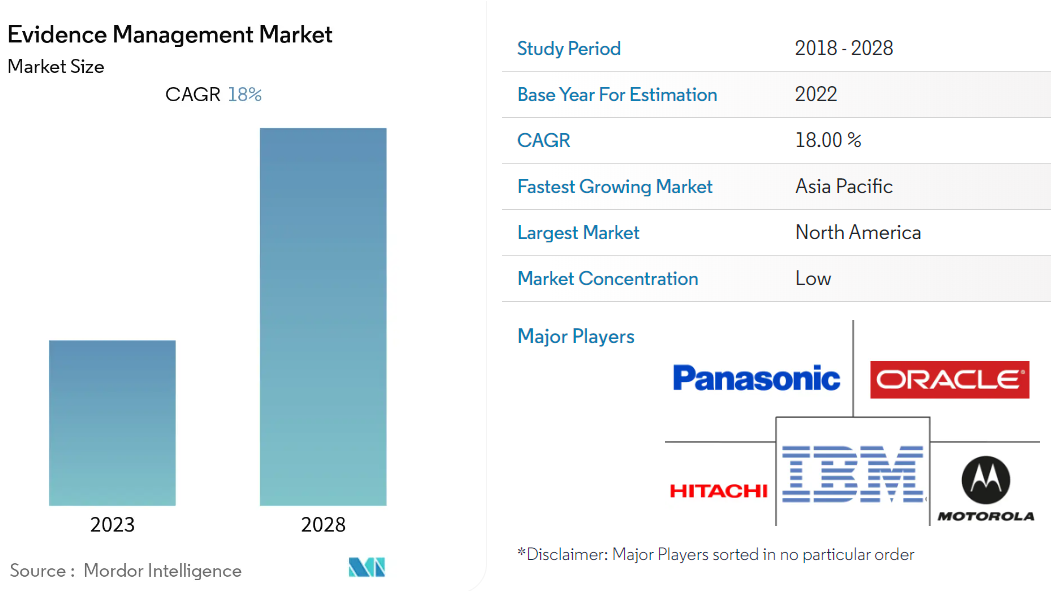 Evidence Management Market
Market Size
CAGR 18%
2023 2028
Source : Mordor Intelligence
Study Period 2018 - 2028
Base Year For Estimation 2022
CAGR 18.00 %
Fastest Growing Market Asia Pacific
Largest Market North America
Market Concentration Low
Major Players
Panasonic ORACLE®
HITACHI IBM MOTOROLA
*Disclaimer: Major Players sorted in no particular order